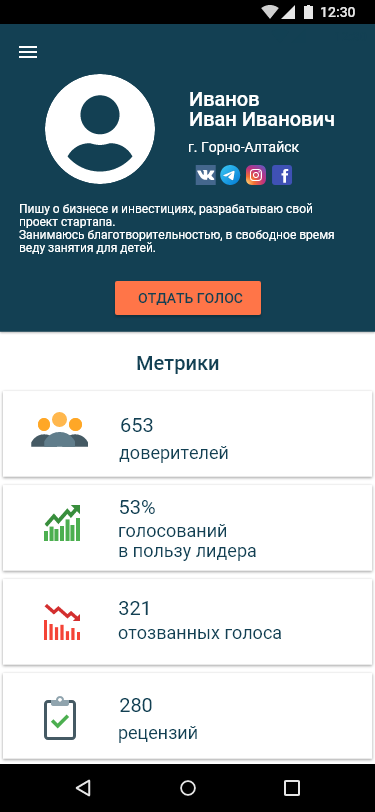 12:30
Иванов
Иван Иванович
г. Горно-Алтайск
Пишу о бизнесе и инвестициях, разрабатываю свой
проект стартапа.
Занимаюсь благотворительностью, в свободное время
веду занятия для детей.
ОТДАТЬ ГОЛОС
Метрики
653
доверителей
53%
голосований
в пользу лидера
321
отозванных голоса
280
рецензий